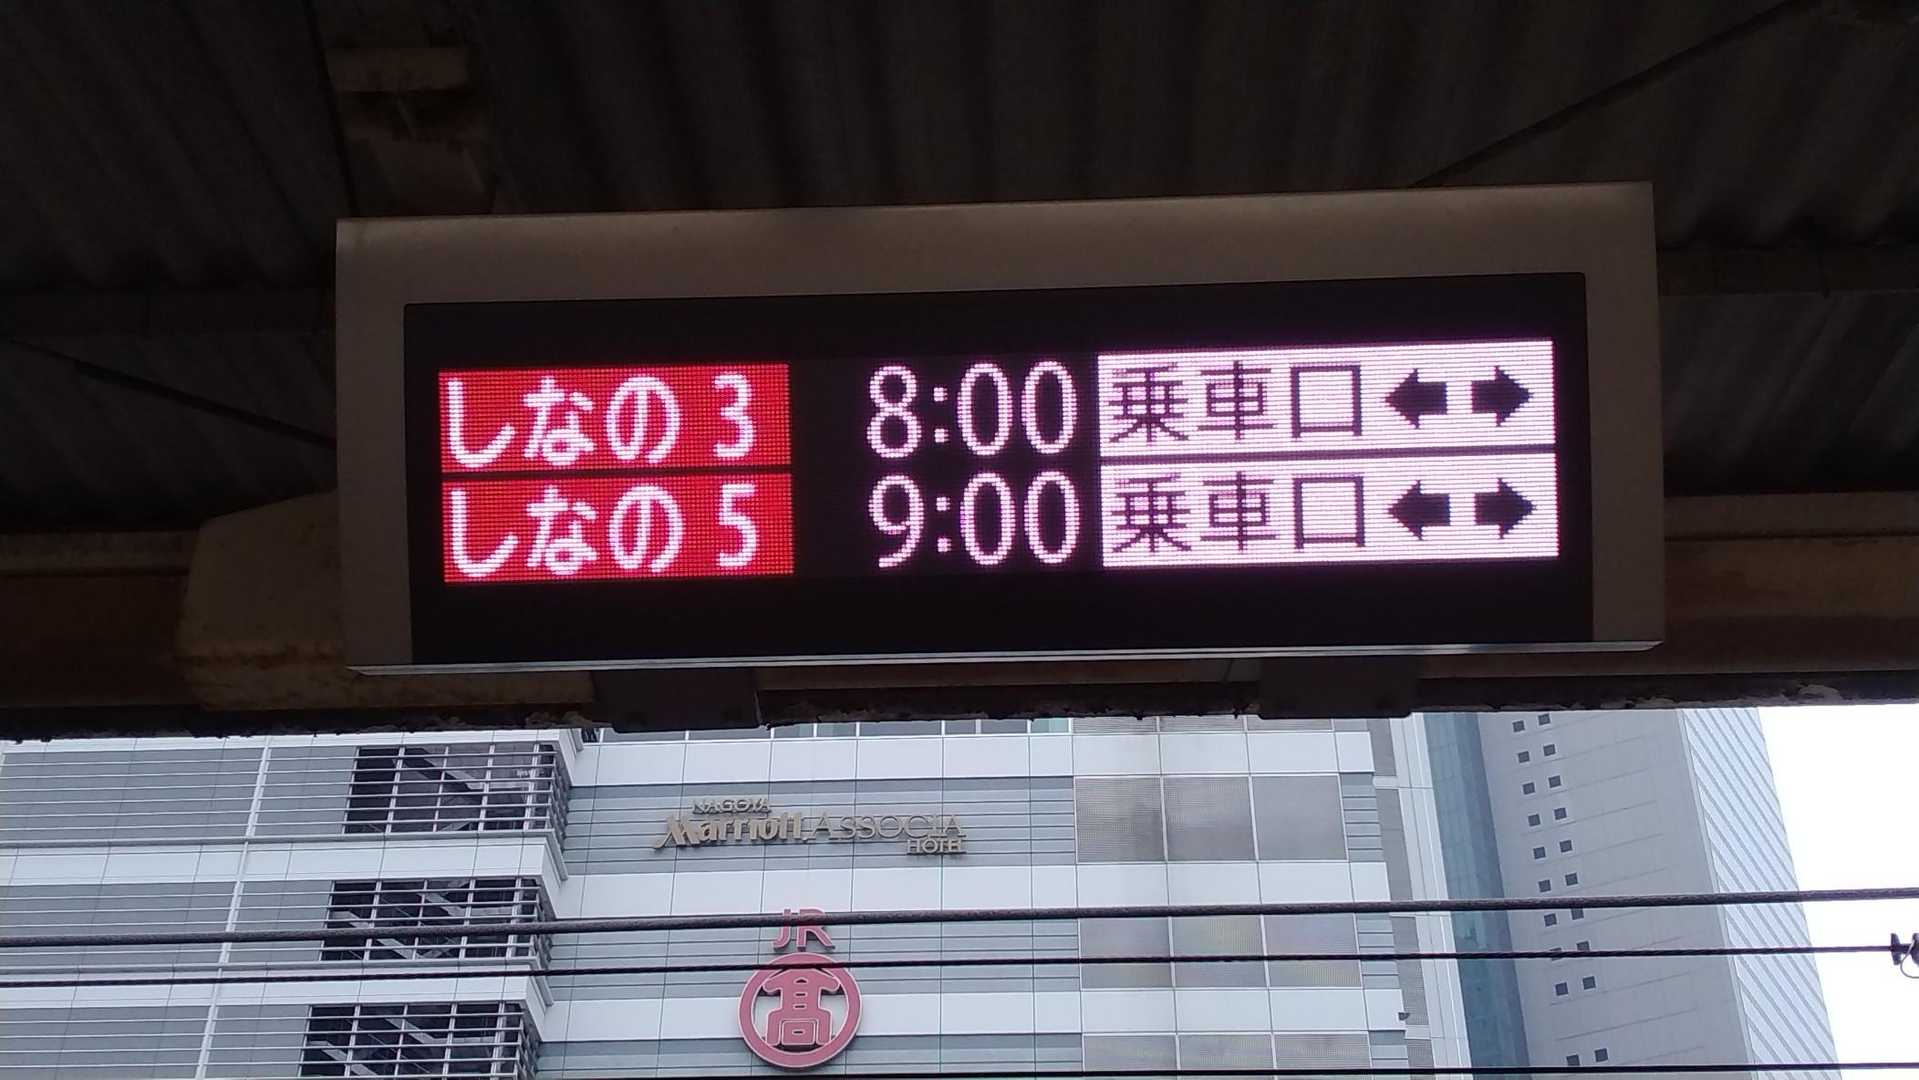 しなの 3 8:00 乗車口 ←→
しなの 5 9:00 乗車口 ←→
NAGOYA
Marriott ASSOCIA
HOTEL
JR
髙